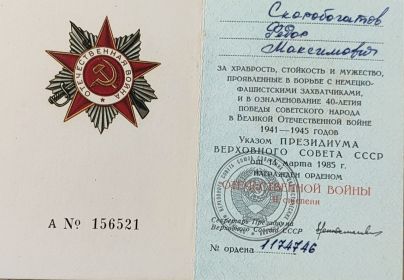 ОТЕЧЕСТВЕННАЯ ВОЙНА
А № 156521
Скоробогатов
Федор
Максимович
ЗА ХРАБРОСТЬ, СТОЙКОСТЬ И МУЖЕСТВО,
ПРОЯВЛЕННЫЕ В БОРЬБЕ С НЕМЕЦКО-
ФАШИСТСКИМИ ЗАХВАТЧИКАМИ,
И В ОЗНАМЕНОВАНИЕ 40-ЛЕТИЯ
ПОБЕДЫ СОВЕТСКОГО НАРОДА
В ВЕЛИКОЙ ОТЕЧЕСТВЕННОЙ ВОЙНЕ
1941—1945 ГОДОВ
Указом ПРЕЗИДИУМА
ВЕРХОВНОГО СОВЕТА СССР
от 11 марта 1985 г.
НАГРАЖДЕН ОРДЕНОМ
ОТЕЧЕСТВЕННОЙ ВОЙНЫ
II степени
Секретарь Президиума
Верховного Совета СССР
№ ордена 1174746